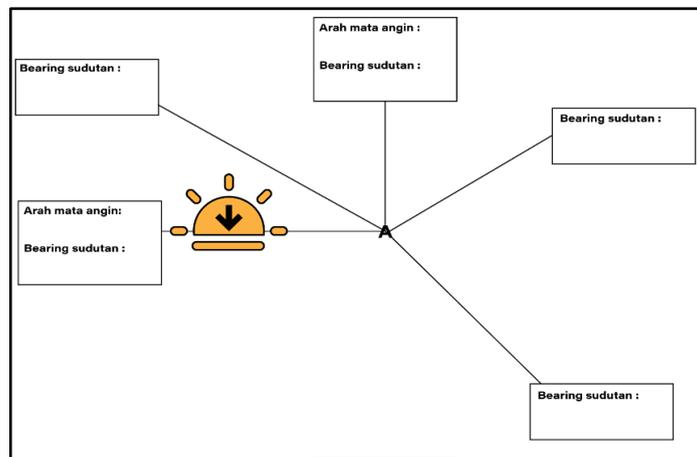 Arah mata angin :
Bearing sudutan :
Bearing sudutan :
Bearing sudutan :
Arah mata angin:
Bearing sudutan :
A
Bearing sudutan :